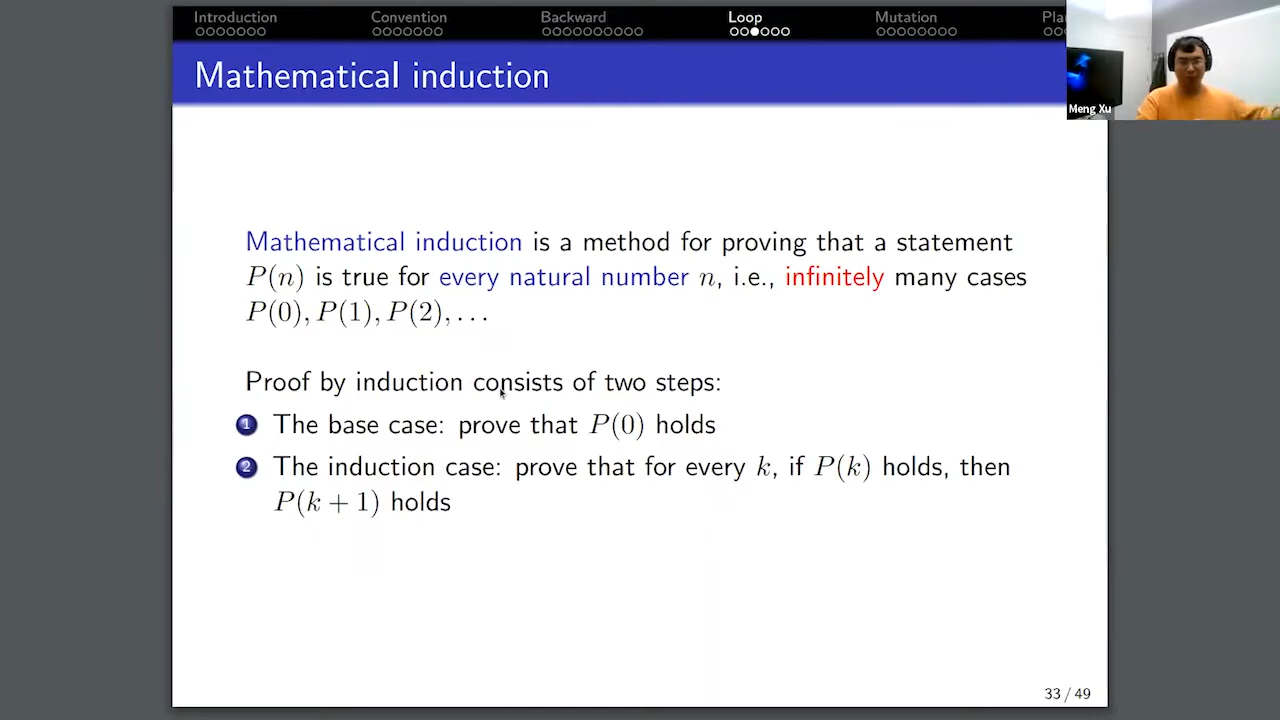 Introduction Convention Backward Loop Mutation Pla
Mathematical induction
Meng Xu
Mathematical induction is a method for proving that a statement
P(n) is true for every natural number n, i.e., infinitely many cases
P(0), P(1), P(2), . . .
Proof by induction consists of two steps:
1 The base case: prove that P(0) holds
2 The induction case: prove that for every k, if P(k) holds, then
P(k + 1) holds
33 / 49